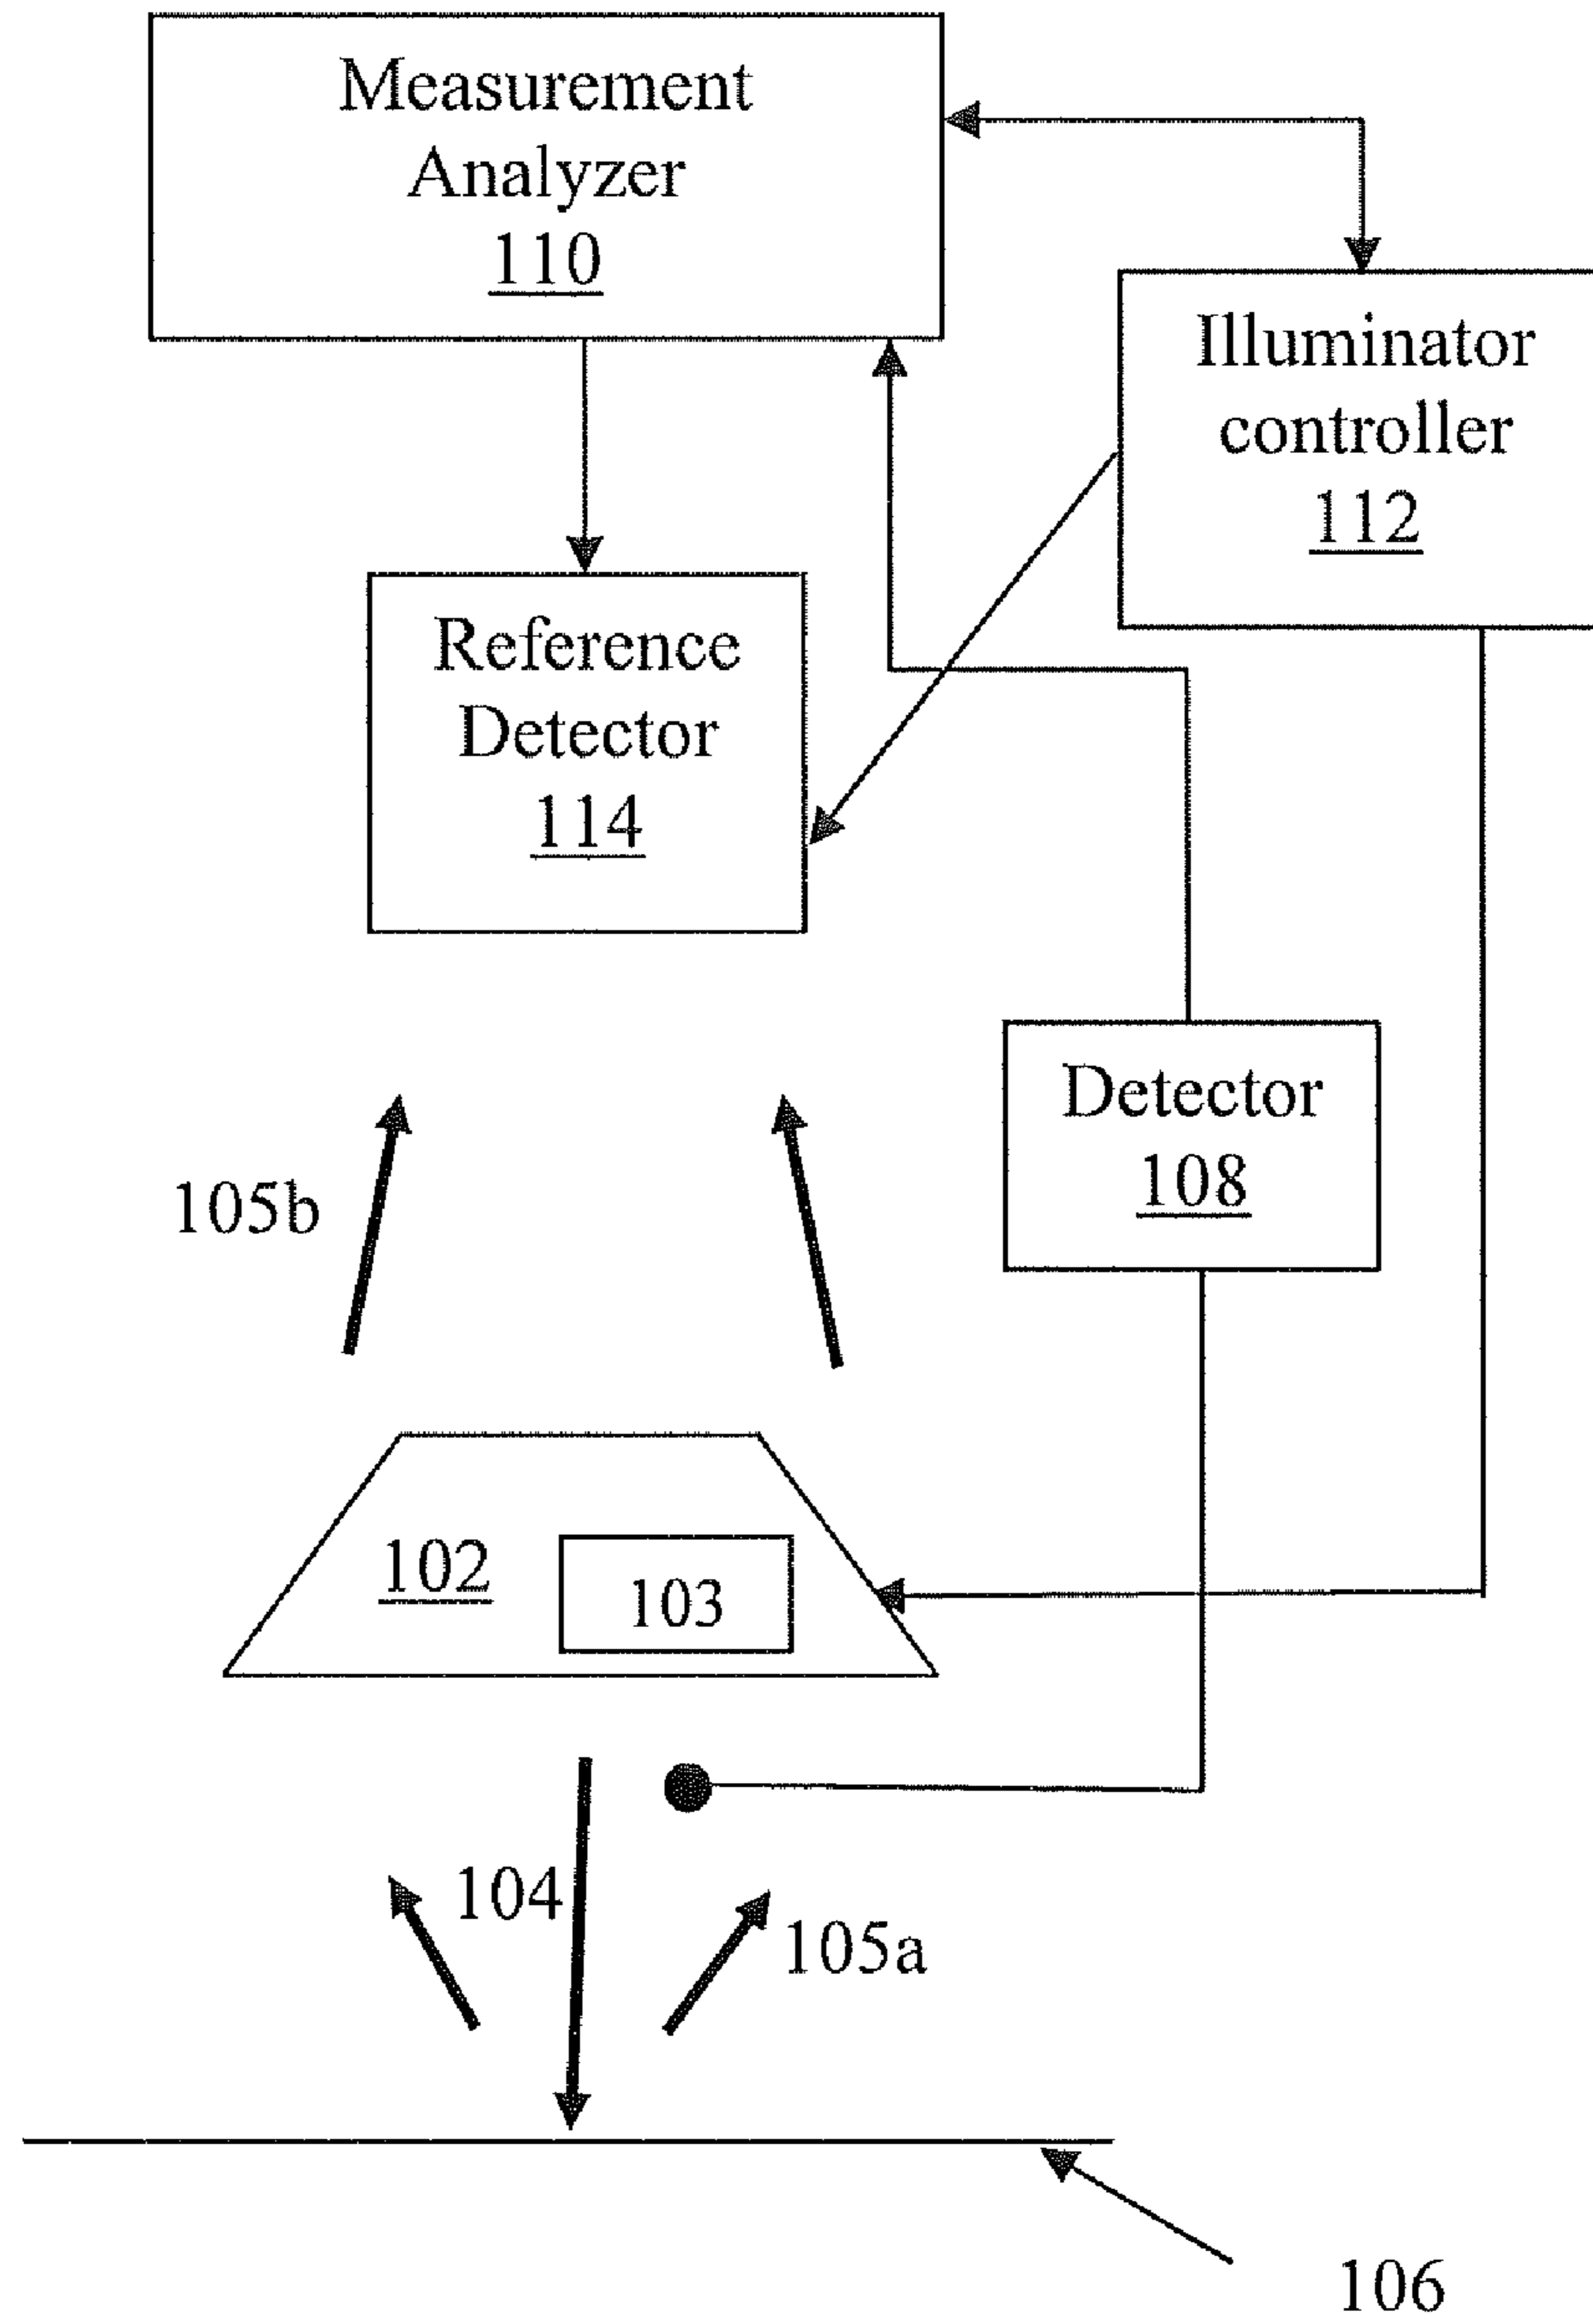 Measurement
Analyzer
110
Illuminator
controller
112
Reference
Detector
114
Detector
108
105b
102
103
104
105a
106